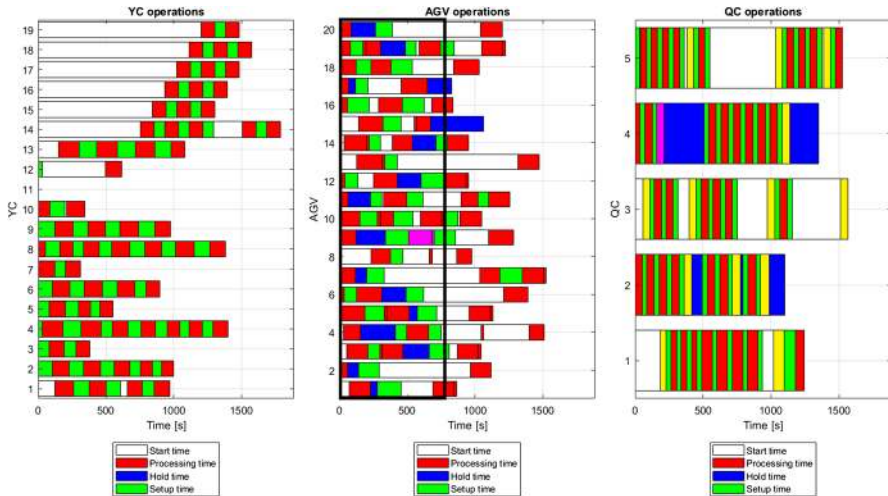 YC operations
19
18
17
16
15
14
13
12
11
10
9
8
7
6
5
4
3
2
1
YC
0 500 1000 1500
Time [s]
Start time
Processing time
Hold time
Setup time
AGV operations
20
18
16
14
12
10
8
6
4
2
AGV
0 500 1000 1500
Time [s]
Start time
Processing time
Hold time
Setup time
QC operations
5
4
3
2
1
QC
0 500 1000 1500
Time [s]
Start time
Processing time
Hold time
Setup time